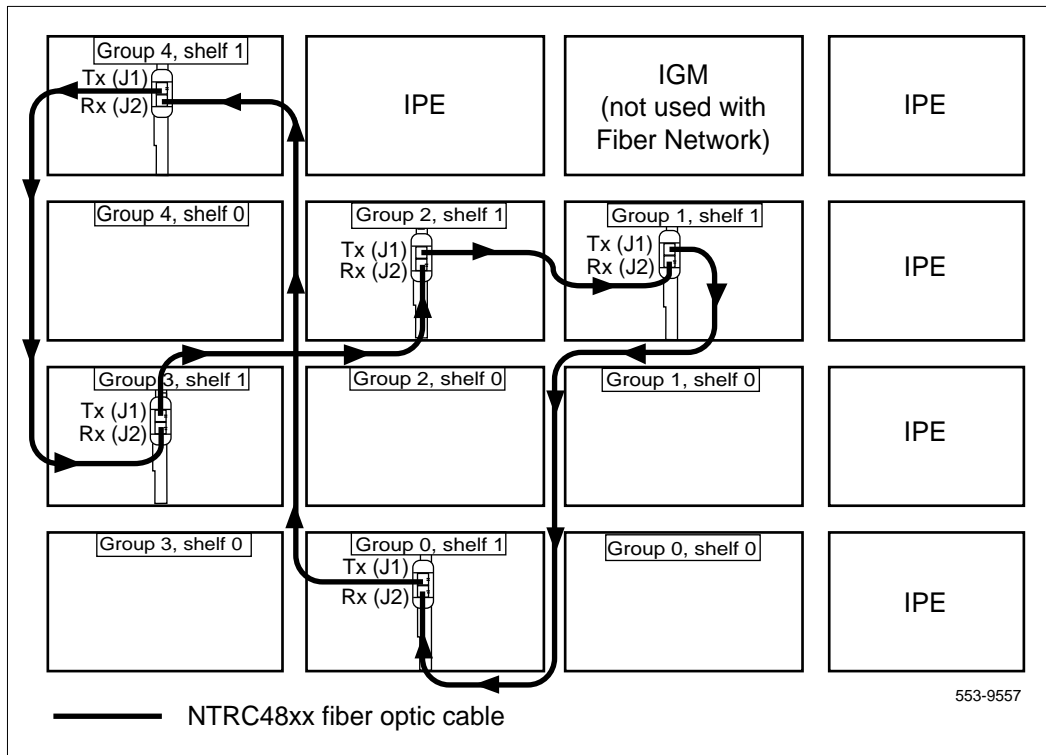 Group 4, shelf 1
Tx (J1)
Rx (J2)
IPE
IGM
(not used with
Fiber Network)
IPE
Group 4, shelf 0
Group 2, shelf 1
Tx (J1)
Rx (J2)
Group 1, shelf 1
Tx (J1)
Rx (J2)
IPE
Group 3, shelf 1
Tx (J1)
Rx (J2)
Group 2, shelf 0
Group 1, shelf 0
IPE
Group 3, shelf 0
Group 0, shelf 1
Tx (J1)
Rx (J2)
Group 0, shelf 0
IPE
553-9557
NTRC48xx fiber optic cable